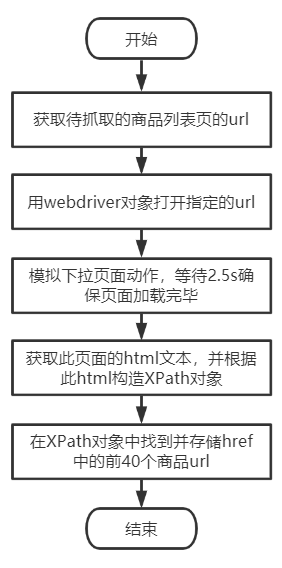 开始
获取待抓取的商品列表页的url
用webdriver对象打开指定的url
模拟下拉页面动作，等待2.5s确
保页面加载完毕
获取此页面的html文本，并根据
此html构造XPath对象
在XPath对象中找到并存储href
中的前40个商品url
结束